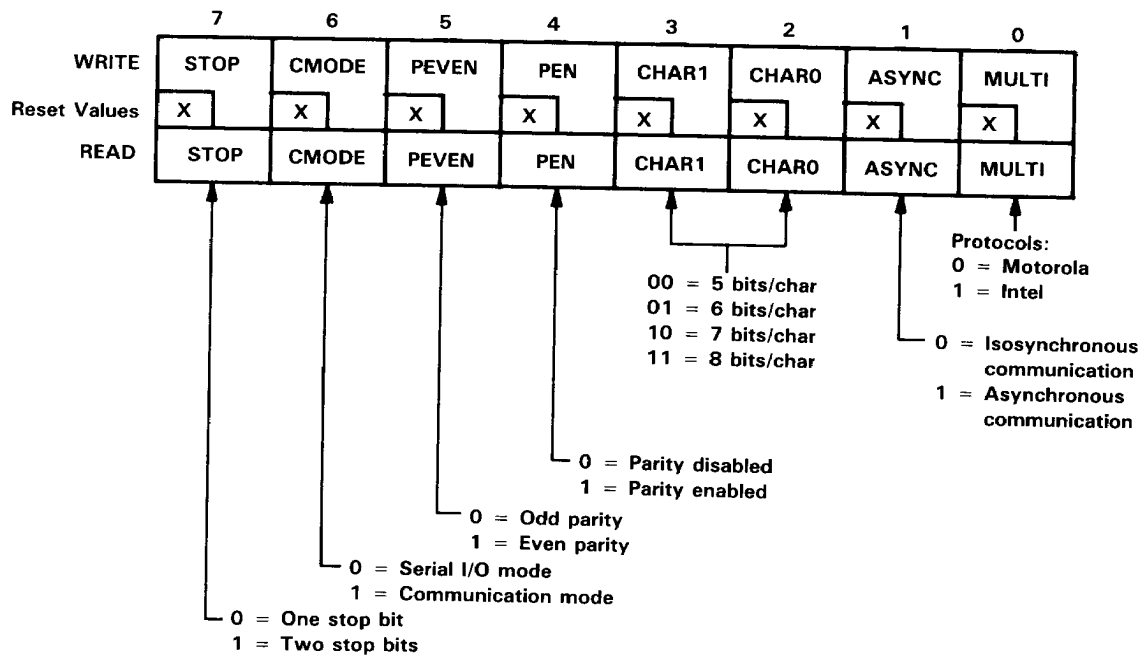 7 6 5 4 3 2 1 0
WRITE STOP CMODE PEVEN PEN CHAR1 CHAR0 ASYNC MULTI
Reset Values X X X X X X X X
READ STOP CMODE PEVEN PEN CHAR1 CHAR0 ASYNC MULTI
Protocols:
0 = Motorola
1 = Intel
00 = 5 bits/char
01 = 6 bits/char
10 = 7 bits/char
11 = 8 bits/char
0 = Isosynchronous
communication
1 = Asynchronous
communication
0 = Parity disabled
1 = Parity enabled
0 = Odd parity
1 = Even parity
0 = Serial I/O mode
1 = Communication mode
0 = One stop bit
1 = Two stop bits